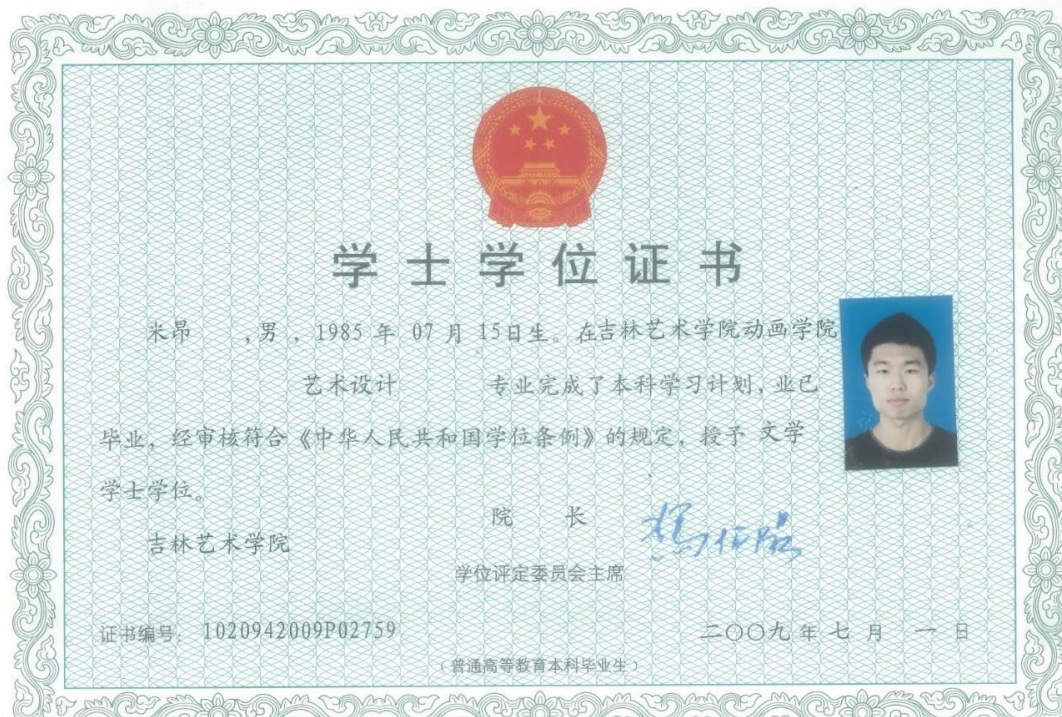 学士学位证书
米昂 ,男,1985 年 07 月 15日生。在吉林艺术学院动画学院
艺术设计 专业完成了本科学习计划,业已
毕业,经审核符合《中华人民共和国学位条例》的规定,授予 文学
学士学位。
院 长
吉林艺术学院
学位评定委员会主席
证书编号: 1020942009P02759
二〇〇九 年 七 月 一 日
(普通高等教育本科毕业生)